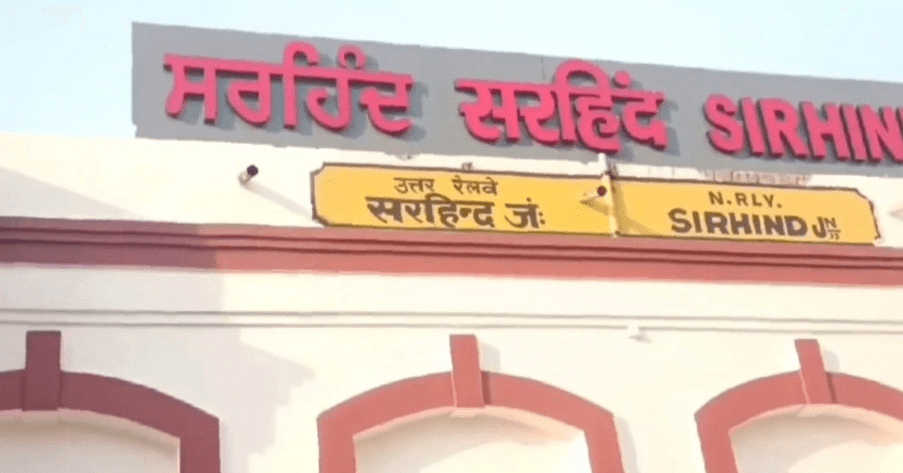 ਸਰਹਿੰਦ सरहिंद SIRHIND
उत्तर रेलवे
सरहिन्द जं:
N. RLY.
SIRHIND JN